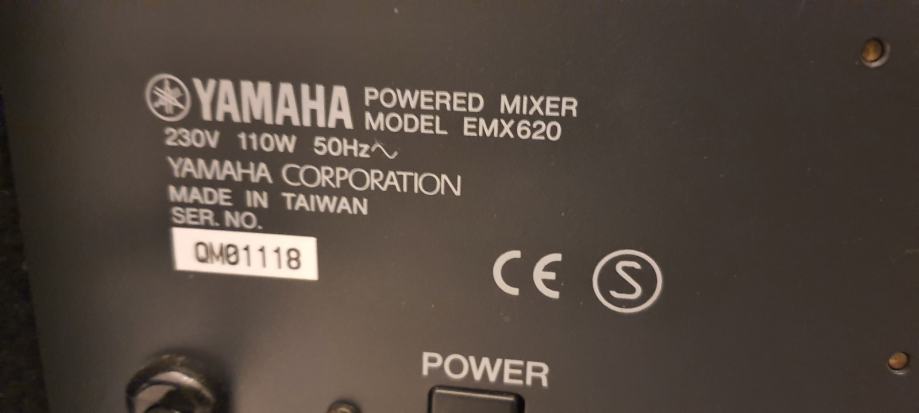 YAMAHA POWERED MIXER
MODEL EMX620
230V 110W 50Hz～
YAMAHA CORPORATION
MADE IN TAIWAN
SER. NO.
QM01118
CE S
POWER